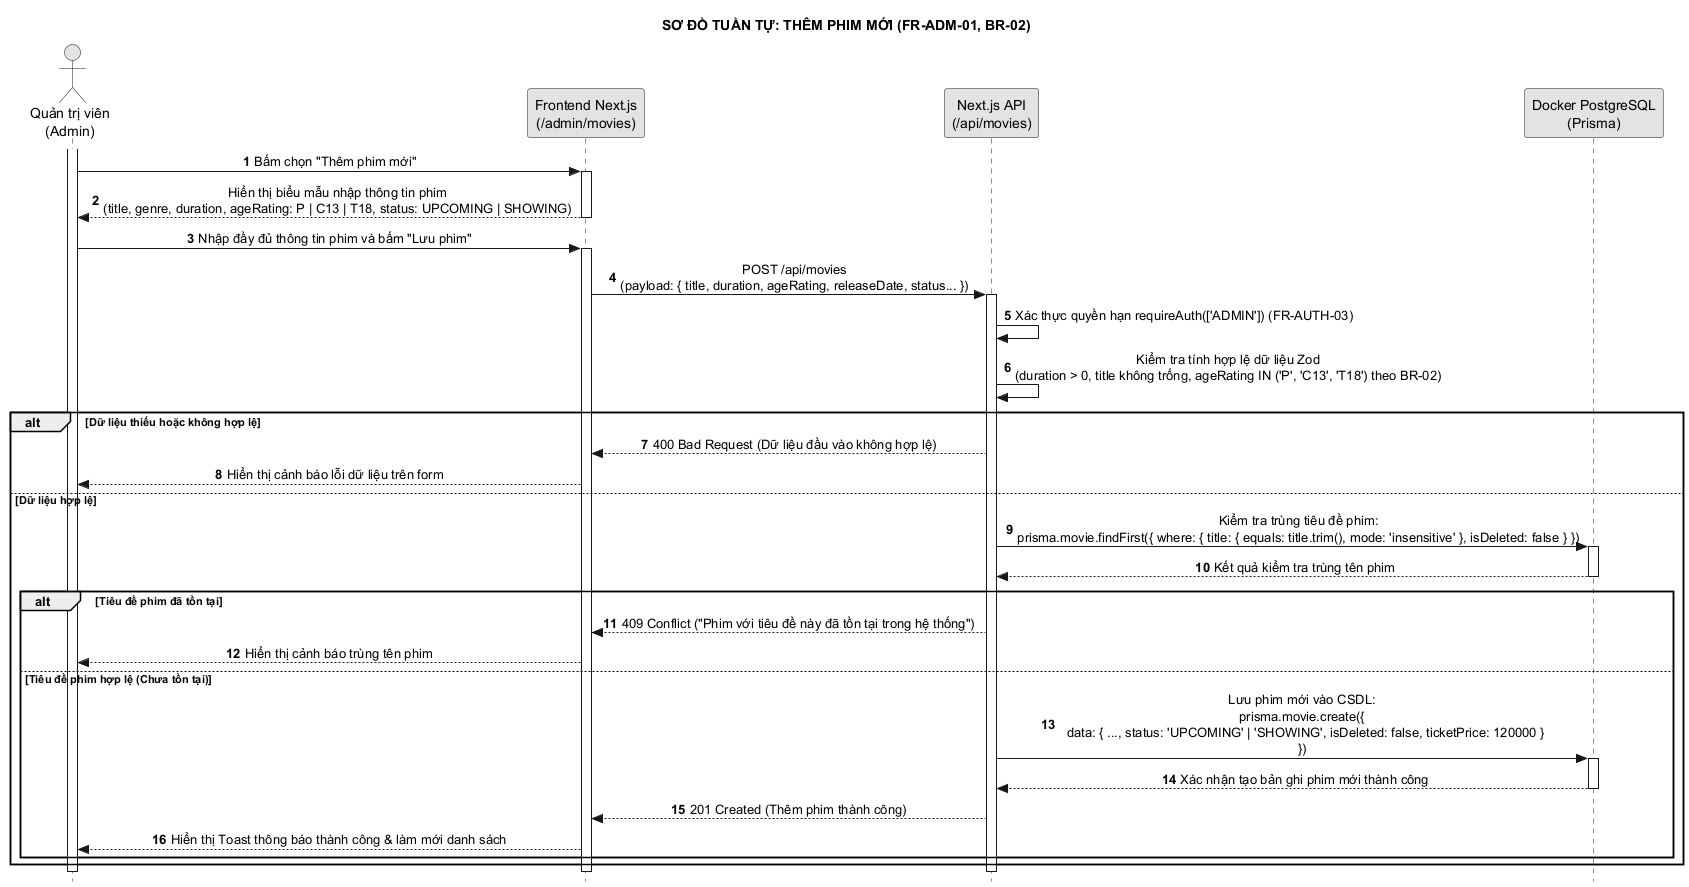 SƠ ĐỒ TUẦN TỰ: THÊM PHIM MỚI (FR-ADM-01, BR-02)
Quản trị viên
(Admin)
Frontend Next.js
(/admin/movies)
Next.js API
(/api/movies)
Docker PostgreSQL
(Prisma)
1 Bấm chọn "Thêm phim mới"
2 Hiển thị biểu mẫu nhập thông tin phim
(title, genre, duration, ageRating: P | C13 | T18, status: UPCOMING | SHOWING)
3 Nhập đầy đủ thông tin phim và bấm "Lưu phim"
4 POST /api/movies
(payload: { title, duration, ageRating, releaseDate, status... })
5 Xác thực quyền hạn requireAuth(['ADMIN']) (FR-AUTH-03)
6 Kiểm tra tính hợp lệ dữ liệu Zod
(duration > 0, title không trống, ageRating IN ('P', 'C13', 'T18') theo BR-02)
alt [Dữ liệu thiếu hoặc không hợp lệ]
7 400 Bad Request (Dữ liệu đầu vào không hợp lệ)
8 Hiển thị cảnh báo lỗi dữ liệu trên form
[Dữ liệu hợp lệ]
9 Kiểm tra trùng tiêu đề phim:
prisma.movie.findFirst({ where: { title: { equals: title.trim(), mode: 'insensitive' }, isDeleted: false } })
10 Kết quả kiểm tra trùng tên phim
alt [Tiêu đề phim đã tồn tại]
11 409 Conflict ("Phim với tiêu đề này đã tồn tại trong hệ thống")
12 Hiển thị cảnh báo trùng tên phim
[Tiêu đề phim hợp lệ (Chưa tồn tại)]
13 Lưu phim mới vào CSDL:
prisma.movie.create({
data: { ..., status: 'UPCOMING' | 'SHOWING', isDeleted: false, ticketPrice: 120000 }
})
14 Xác nhận tạo bản ghi phim mới thành công
15 201 Created (Thêm phim thành công)
16 Hiển thị Toast thông báo thành công & làm mới danh sách